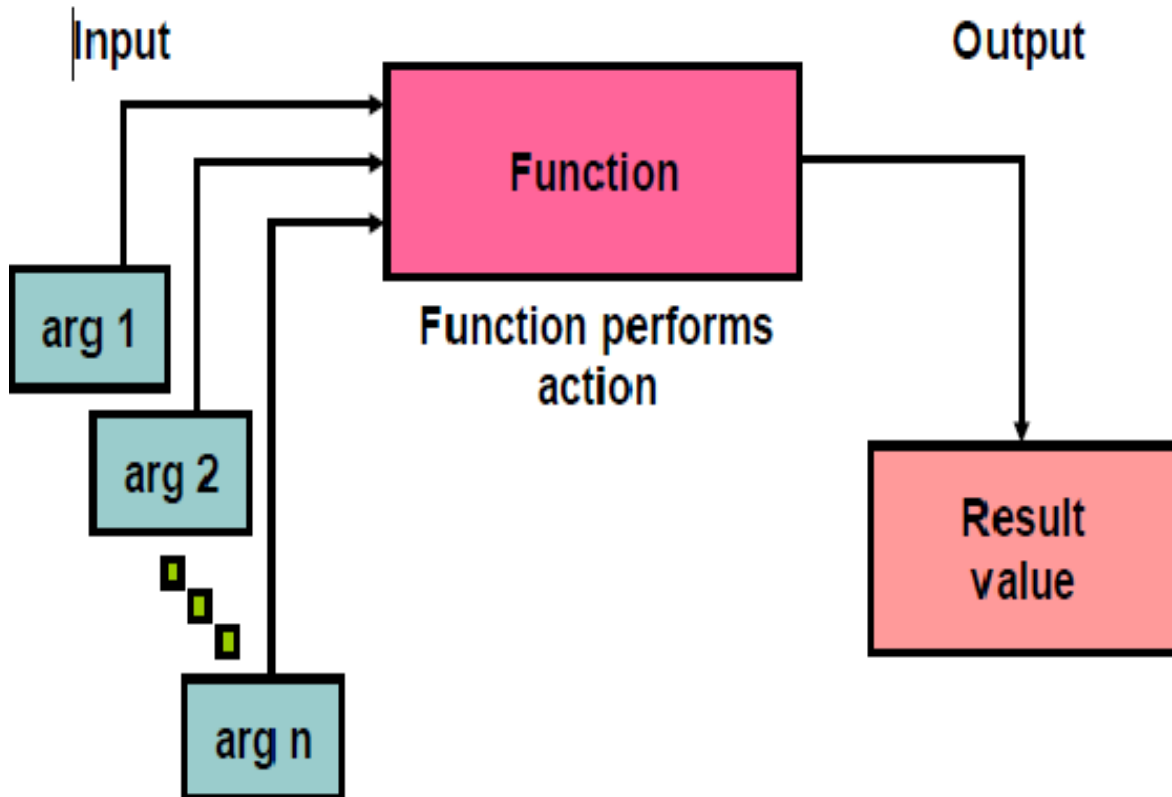 Input
Output
Function
Function performs
action
arg 1
arg 2
arg n
Result
value